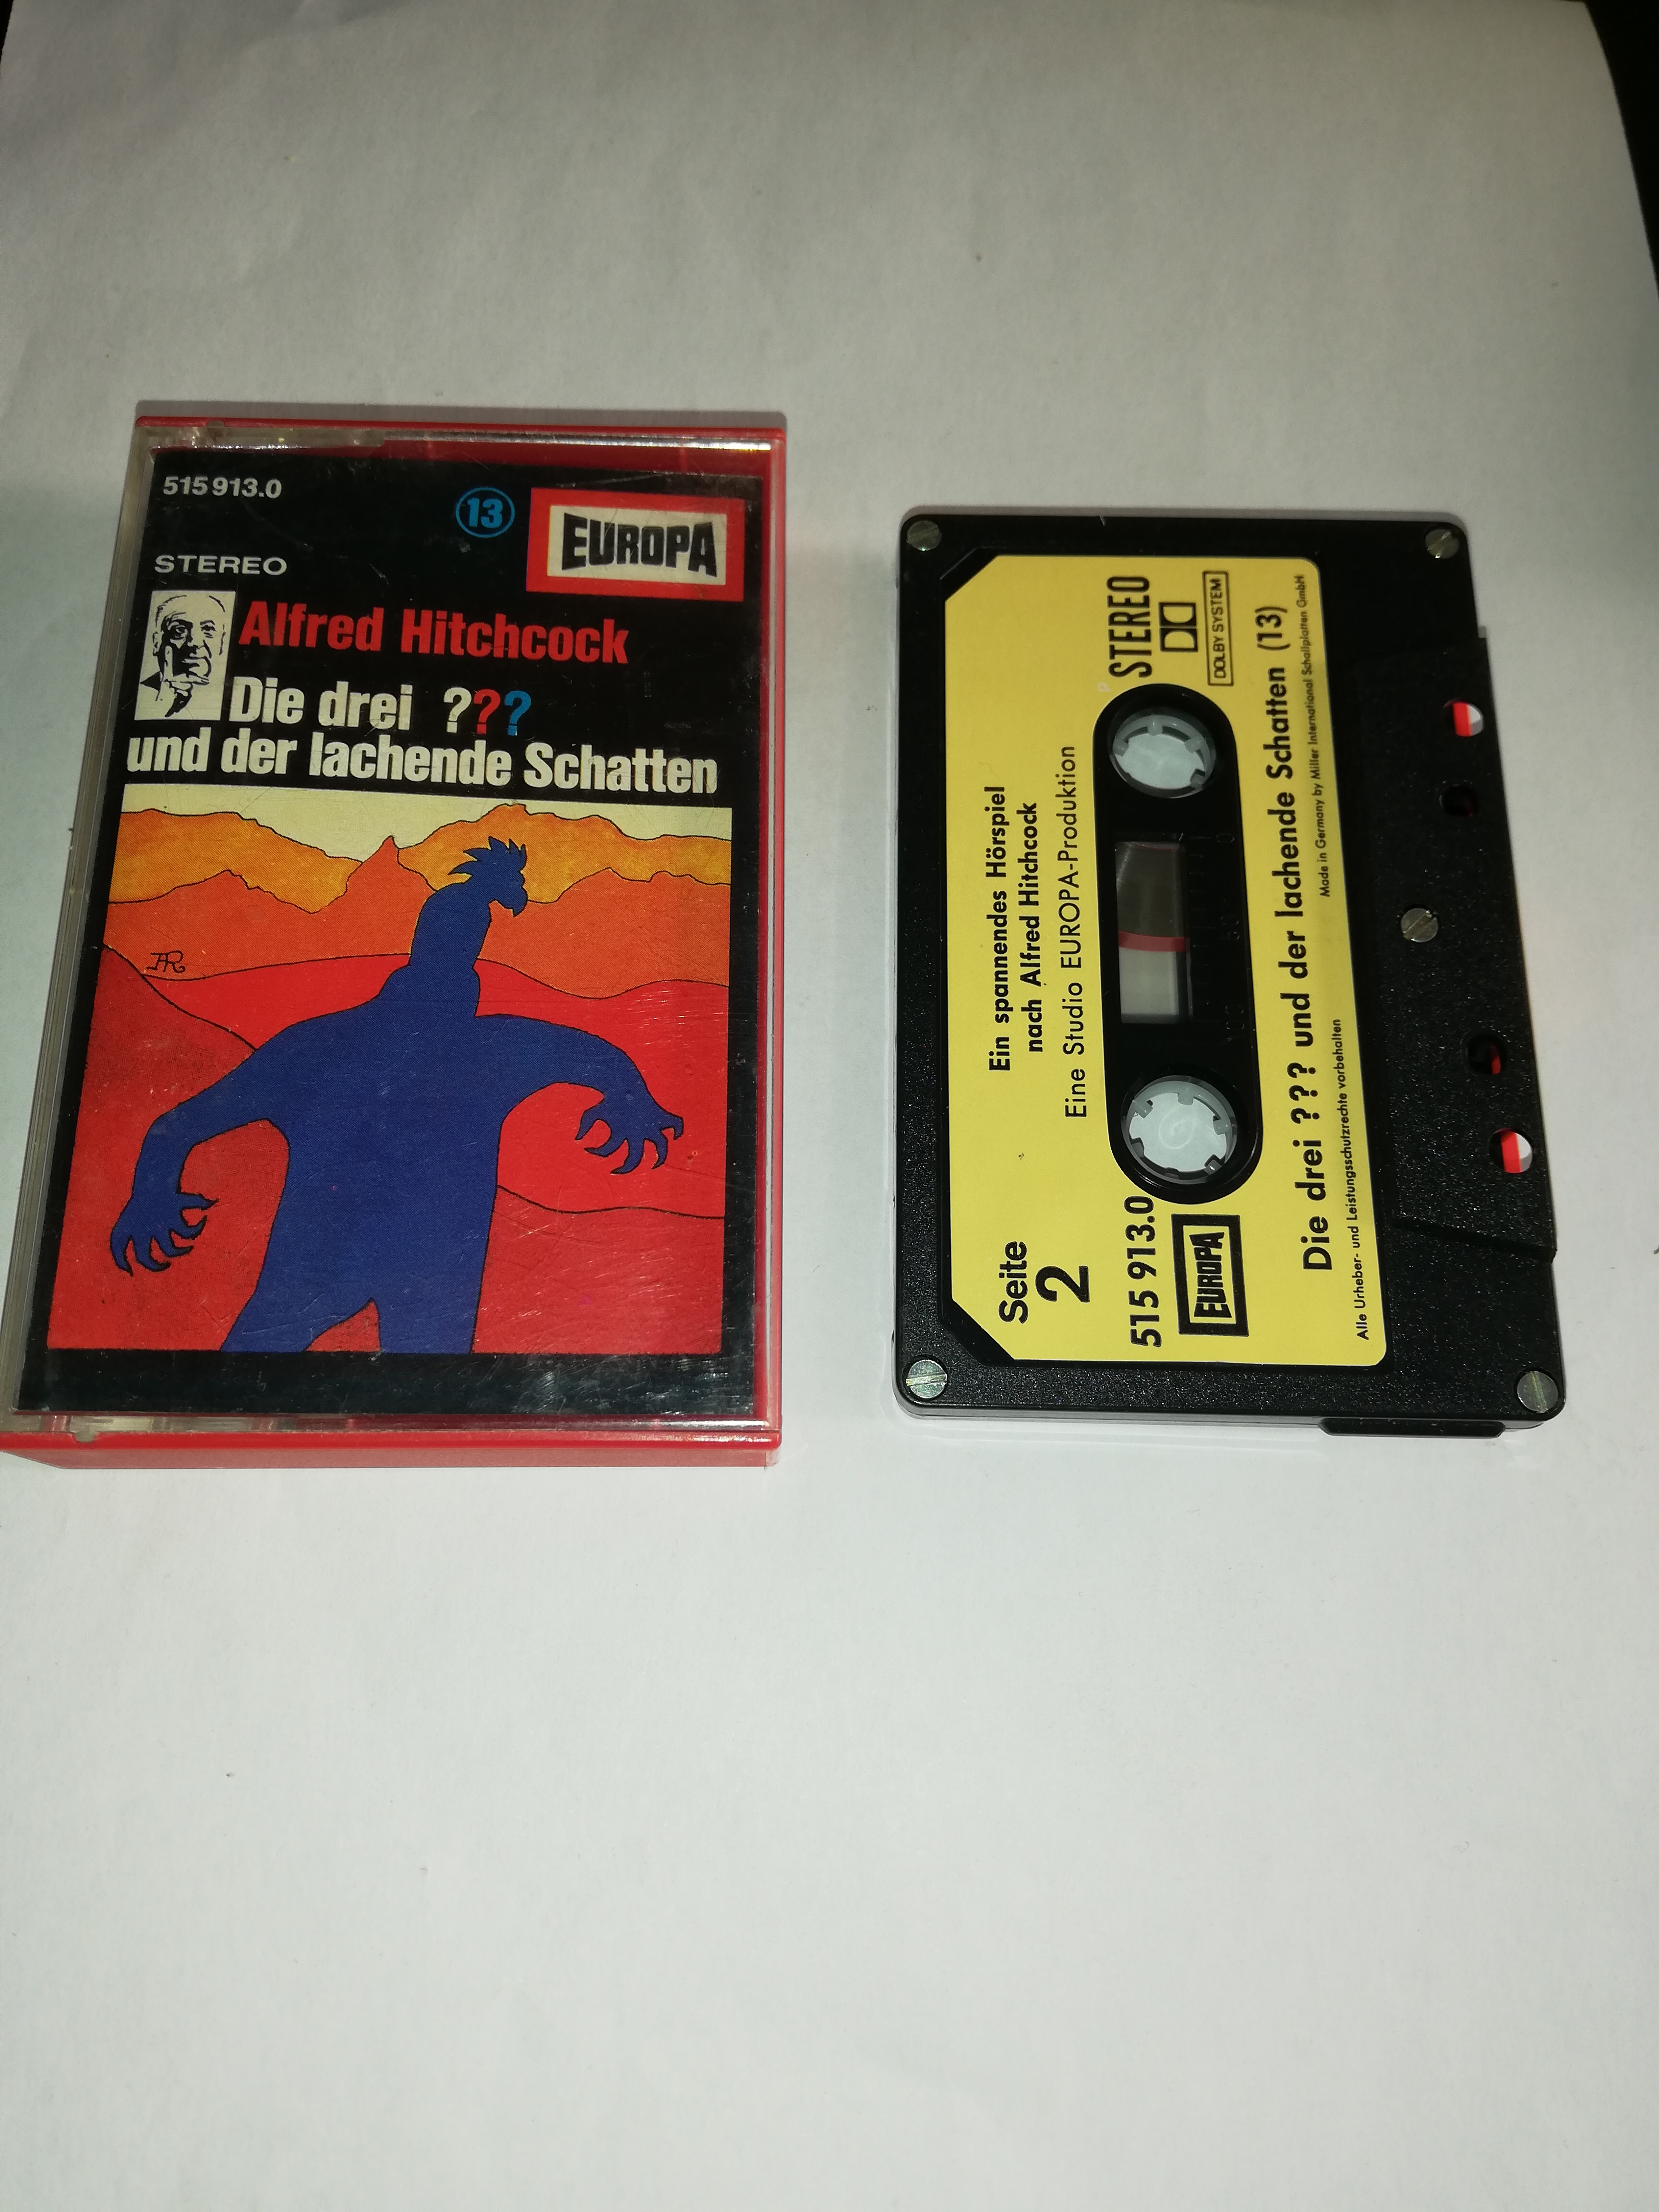 515 913.0
13
EUROPA
STEREO
Alfred Hitchcock
Die drei ???
und der lachende Schatten
AR
Seite
2
Ein spannendes Hörspiel
nach Alfred Hitchcock
Eine Studio EUROPA-Produktion
515 913.0
STEREO
EUROPA
DOLBY SYSTEM
Die drei ??? und der lachende Schatten (13)
Alle Urheber- und Leistungsschutzrechte vorbehalten
Made in Germany by Miller International Schallplatten GmbH